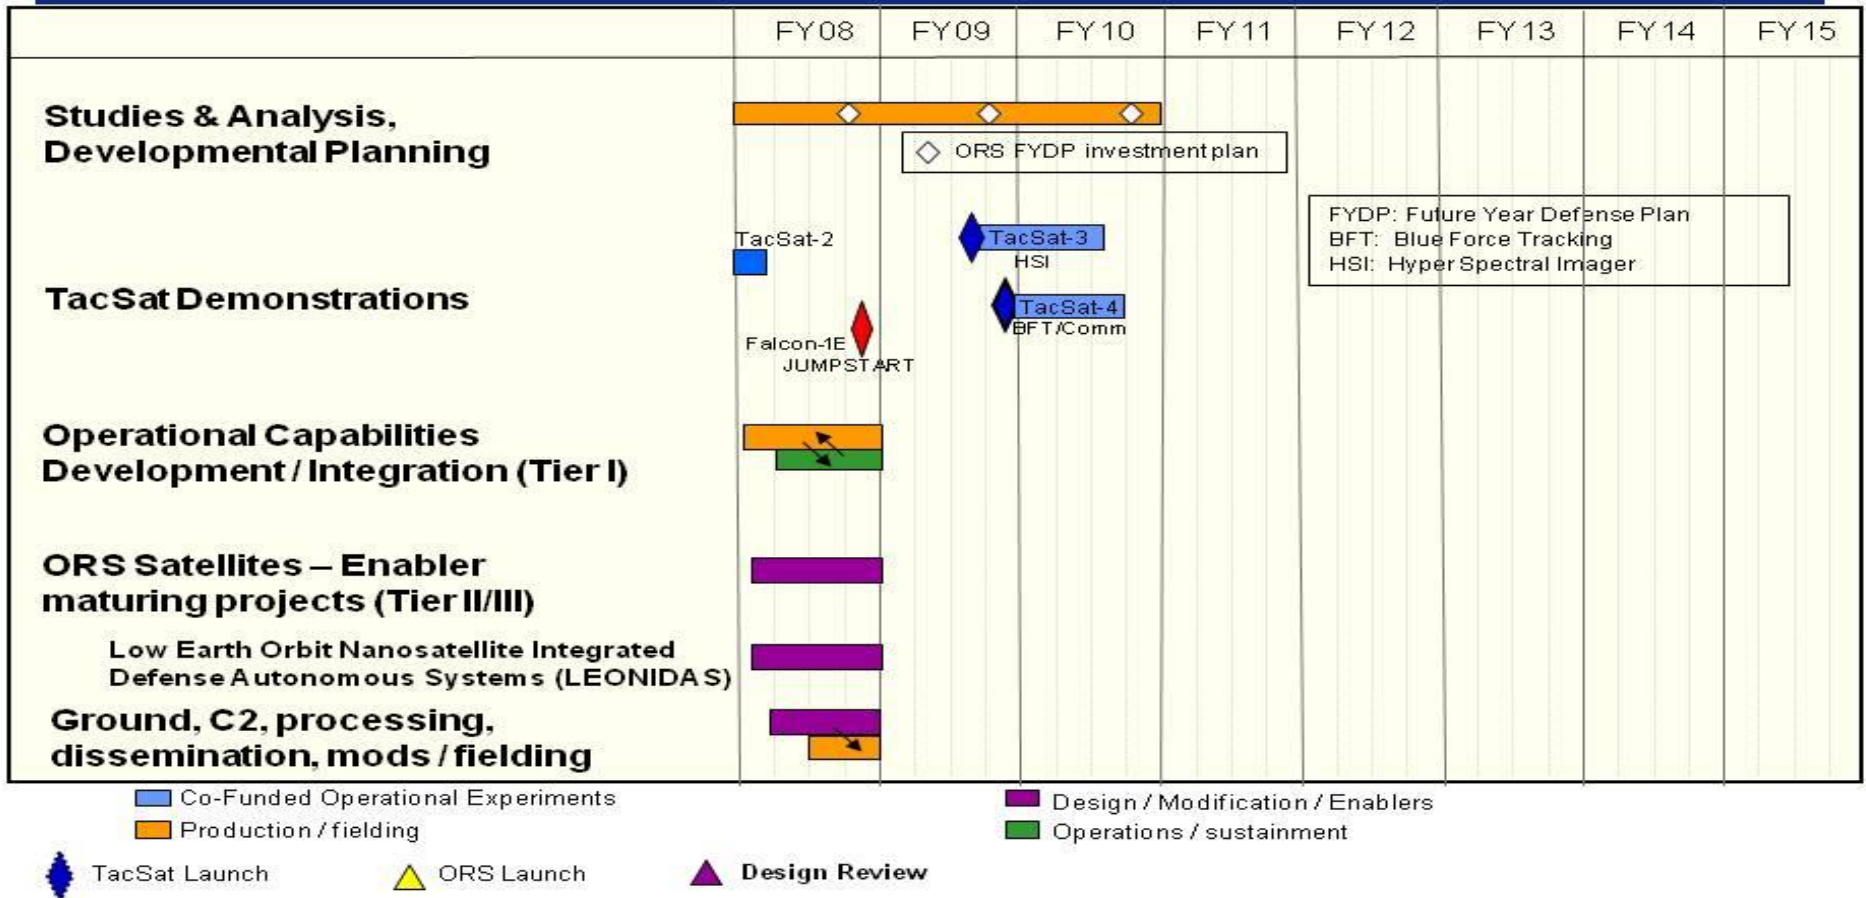 FY08 FY09 FY10 FY11 FY12 FY13 FY14 FY15
Studies & Analysis,
Developmental Planning
ORS FYDP investment plan
FYDP: Future Year Defense Plan
BFT: Blue Force Tracking
HSI: Hyper Spectral Imager
TacSat-2
TacSat-3
HSI
TacSat Demonstrations
TacSat-4
BFT/Comm
Falcon-1E
JUMPSTART
Operational Capabilities
Development / Integration (Tier I)
ORS Satellites – Enabler
maturing projects (Tier II/III)
Low Earth Orbit Nanosatellite Integrated
Defense Autonomous Systems (LEONIDAS)
Ground, C2, processing,
dissemination, mods / fielding
Co-Funded Operational Experiments
Design / Modification / Enablers
Production / fielding
Operations / sustainment
TacSat Launch
ORS Launch
Design Review